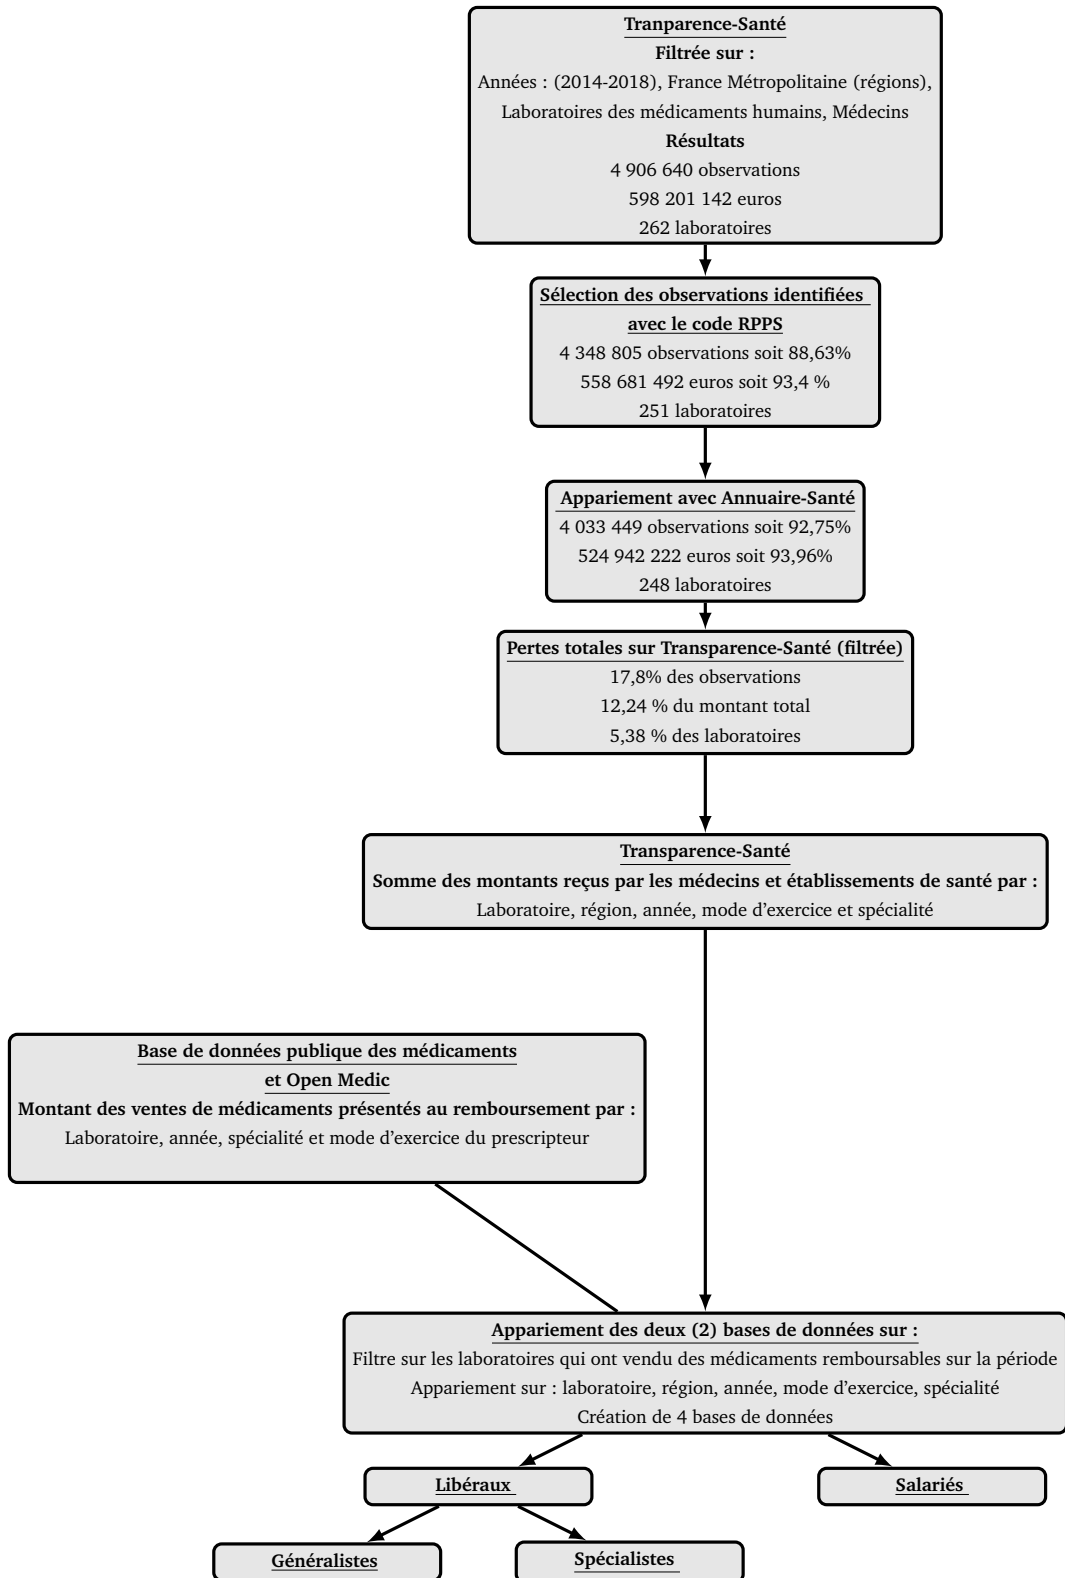 Tranparence-Santé
Filtrée sur :
Années : (2014-2018), France Métropolitaine (régions),
Laboratoires des médicaments humains, Médecins
Résultats
4 906 640 observations
598 201 142 euros
262 laboratoires
Sélection des observations identifiées
avec le code RPPS
4 348 805 observations soit 88,63%
558 681 492 euros soit 93,4 %
251 laboratoires
Appariement avec Annuaire-Santé
4 033 449 observations soit 92,75%
524 942 222 euros soit 93,96%
248 laboratoires
Pertes totales sur Transparence-Santé (filtrée)
17,8% des observations
12,24 % du montant total
5,38 % des laboratoires
Transparence-Santé
Somme des montants reçus par les médecins et établissements de santé par :
Laboratoire, région, année, mode d'exercice et spécialité
Base de données publique des médicaments
et Open Medic
Montant des ventes de médicaments présentés au remboursement par :
Laboratoire, année, spécialité et mode d'exercice du prescripteur
Appariement des deux (2) bases de données sur :
Filtre sur les laboratoires qui ont vendu des médicaments remboursables sur la période
Appariement sur : laboratoire, région, année, mode d'exercice, spécialité
Création de 4 bases de données
Libéraux
Salariés
Généralistes
Spécialistes